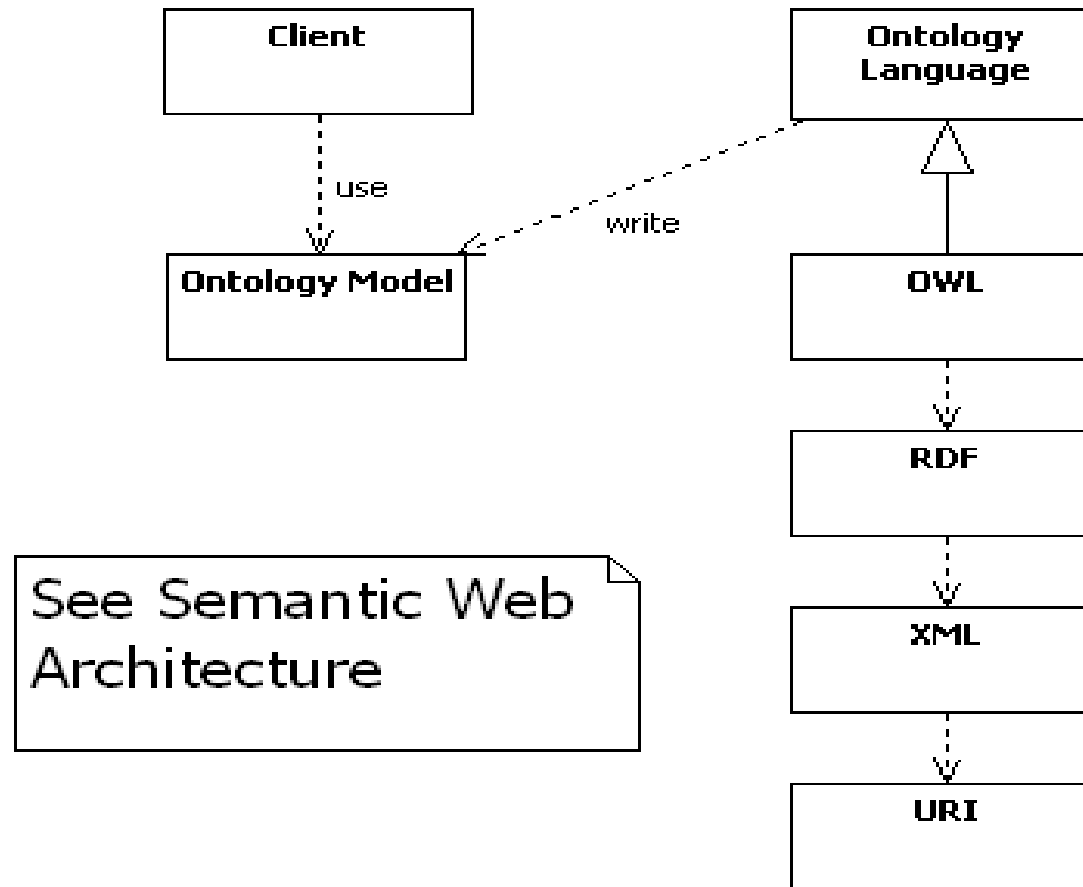 Client
Ontology
Language
use
write
Ontology Model
OWL
RDF
See Semantic Web
Architecture
XML
URI